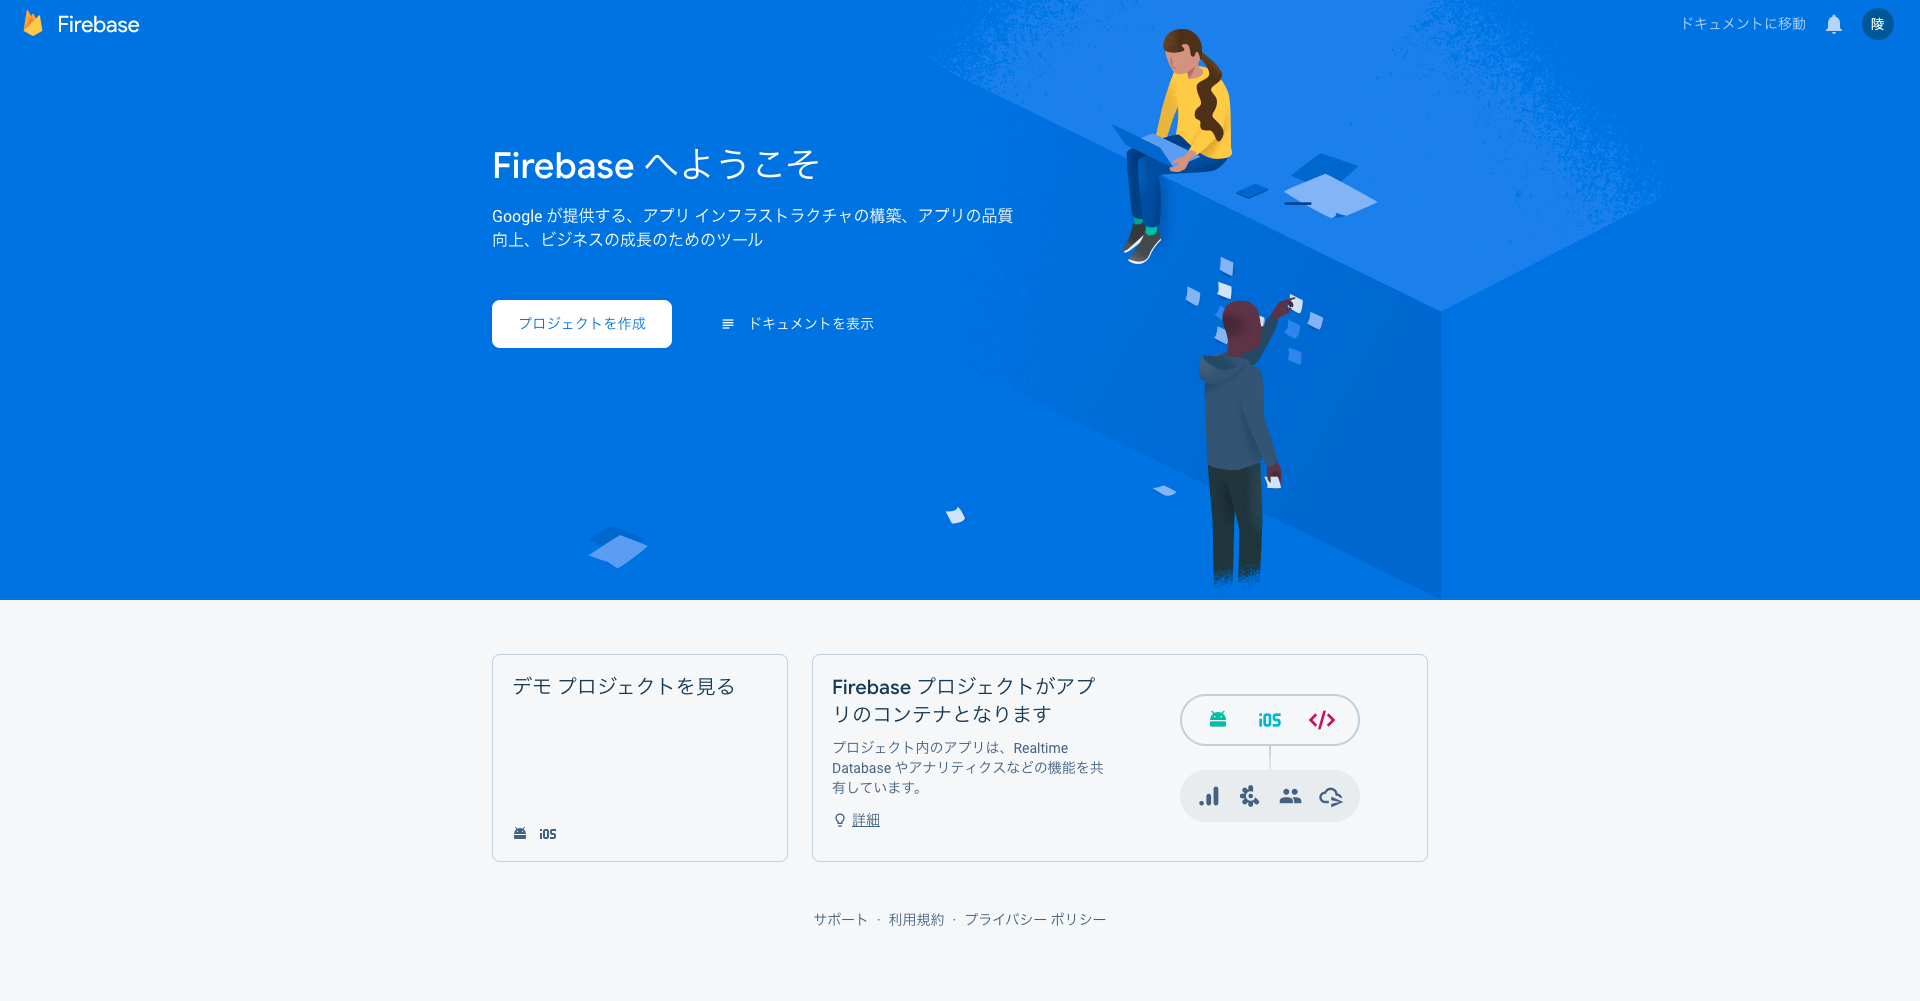 Firebase
ドキュメントに移動
陵
Firebase へようこそ
Google が提供する、アプリ インフラストラクチャの構築、アプリの品質
向上、ビジネスの成長のためのツール
プロジェクトを作成
ドキュメントを表示
デモ プロジェクトを見る
iOS
Firebase プロジェクトがアプ
リのコンテナとなります
プロジェクト内のアプリは、Realtime
Database やアナリティクスなどの機能を共
有しています。
詳細
iOS </>
サポート · 利用規約 · プライバシー ポリシー